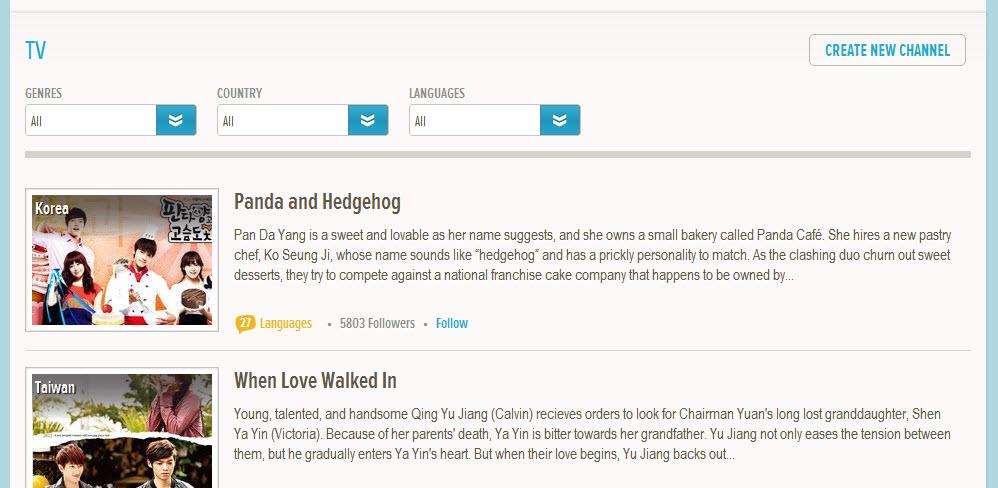 TV
CREATE NEW CHANNEL
GENRES
COUNTRY
LANGUAGES
All
All
All
Korea
판다양과
고슴도치
Panda and Hedgehog
Pan Da Yang is a sweet and lovable as her name suggests, and she owns a small bakery called Panda Café. She hires a new pastry
chef, Ko Seung Ji, whose name sounds like “hedgehog” and has a prickly personality to match. As the clashing duo churn out sweet
desserts, they try to compete against a national franchise cake company that happens to be owned by...
27 Languages • 5803 Followers • Follow
Taiwan
When Love Walked In
Young, talented, and handsome Qing Yu Jiang (Calvin) recieves orders to look for Chairman Yuan's long lost granddaughter, Shen
Ya Yin (Victoria). Because of her parents' death, Ya Yin is bitter towards her grandfather. Yu Jiang not only eases the tension between
them, but he gradually enters Ya Yin's heart. But when their love begins, Yu Jiang backs out...